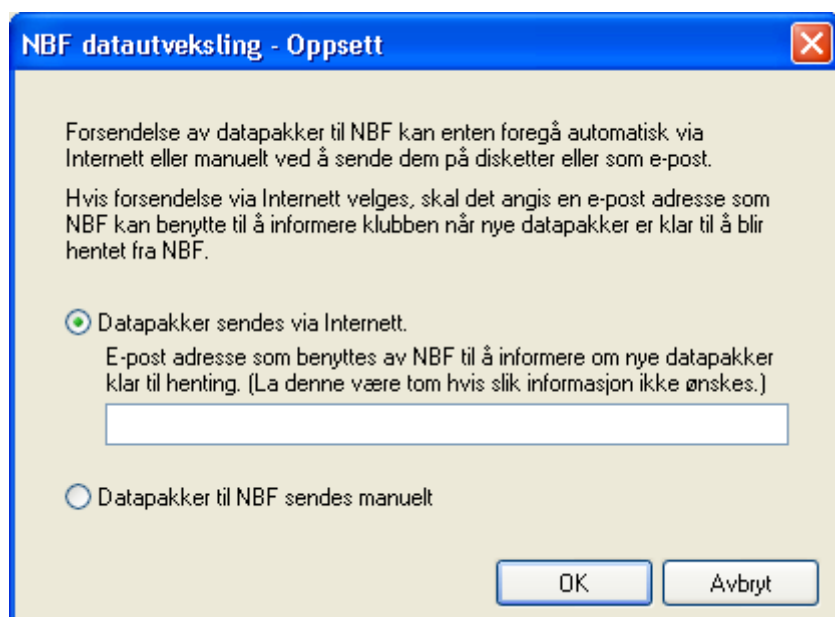 NBF datautveksling - Oppsett
Forsendelse av datapakker til NBF kan enten foregå automatisk via
Internett eller manuelt ved å sende dem på disketter eller som e-post.
Hvis forsendelse via Internett velges, skal det angis en e-post adresse som
NBF kan benytte til å informere klubben når nye datapakker er klar til å blir
hentet fra NBF.
Datapakker sendes via Internett.
E-post adresse som benyttes av NBF til å informere om nye datapakker
klar til henting. (La denne være tom hvis slik informasjon ikke ønskes.)
Datapakker til NBF sendes manuelt
OK Avbryt